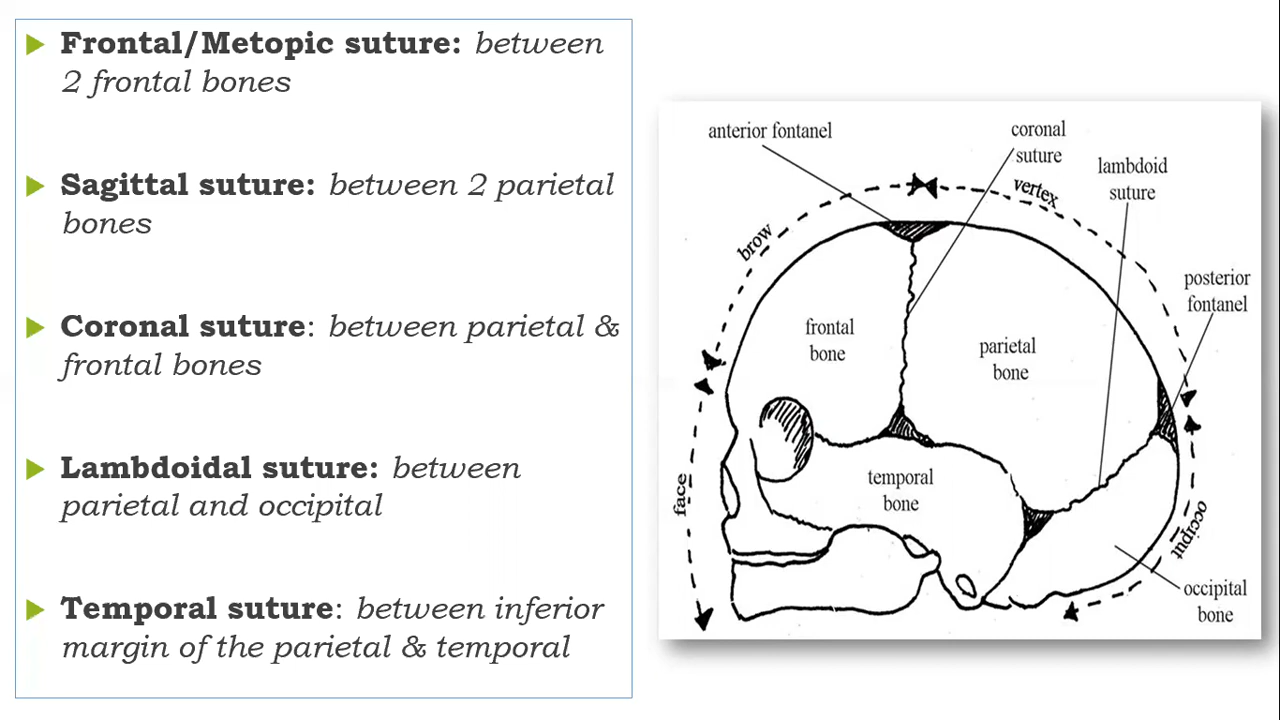 Frontal/Metopic suture: between
2 frontal bones
Sagittal suture: between 2 parietal
bones
Coronal suture: between parietal &
frontal bones
Lambdoidal suture: between
parietal and occipital
Temporal suture: between inferior
margin of the parietal & temporal
anterior fontanel
coronal
suture
lambdoid
suture
vertex
brow
posterior
fontanel
frontal
bone
parietal
bone
temporal
bone
face
occiput
occipital
bone